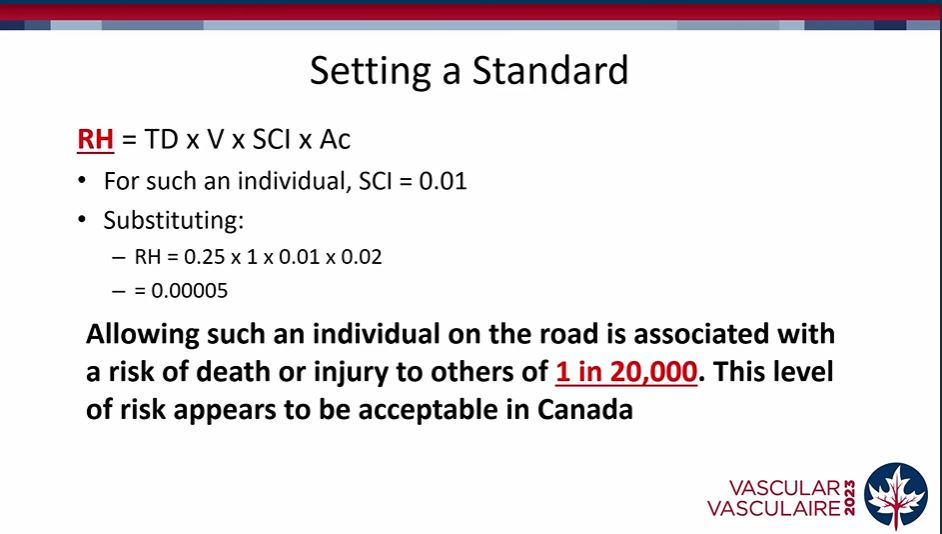 Setting a Standard
RH = TD x V x SCI x Ac
• For such an individual, SCI = 0.01
• Substituting:
– RH = 0.25 x 1 x 0.01 x 0.02
– = 0.00005
Allowing such an individual on the road is associated with
a risk of death or injury to others of 1 in 20,000. This level
of risk appears to be acceptable in Canada
VASCULAR
VASCULAIRE
2023